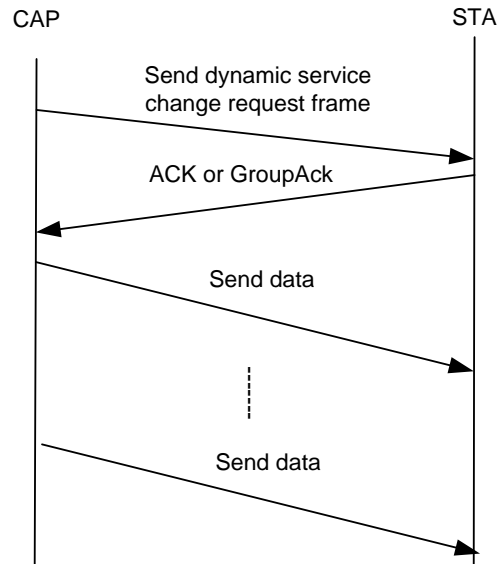 CAP
STA
Send dynamic service
change request frame
ACK or GroupAck
Send data
Send data